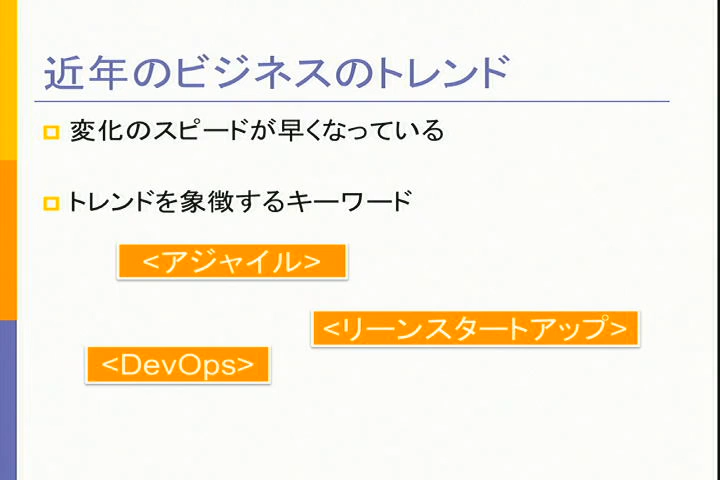 近年のビジネスのトレンド
変化のスピードが早くなっている
トレンドを象徴するキーワード
<アジャイル>
<リーンスタートアップ>
<DevOps>